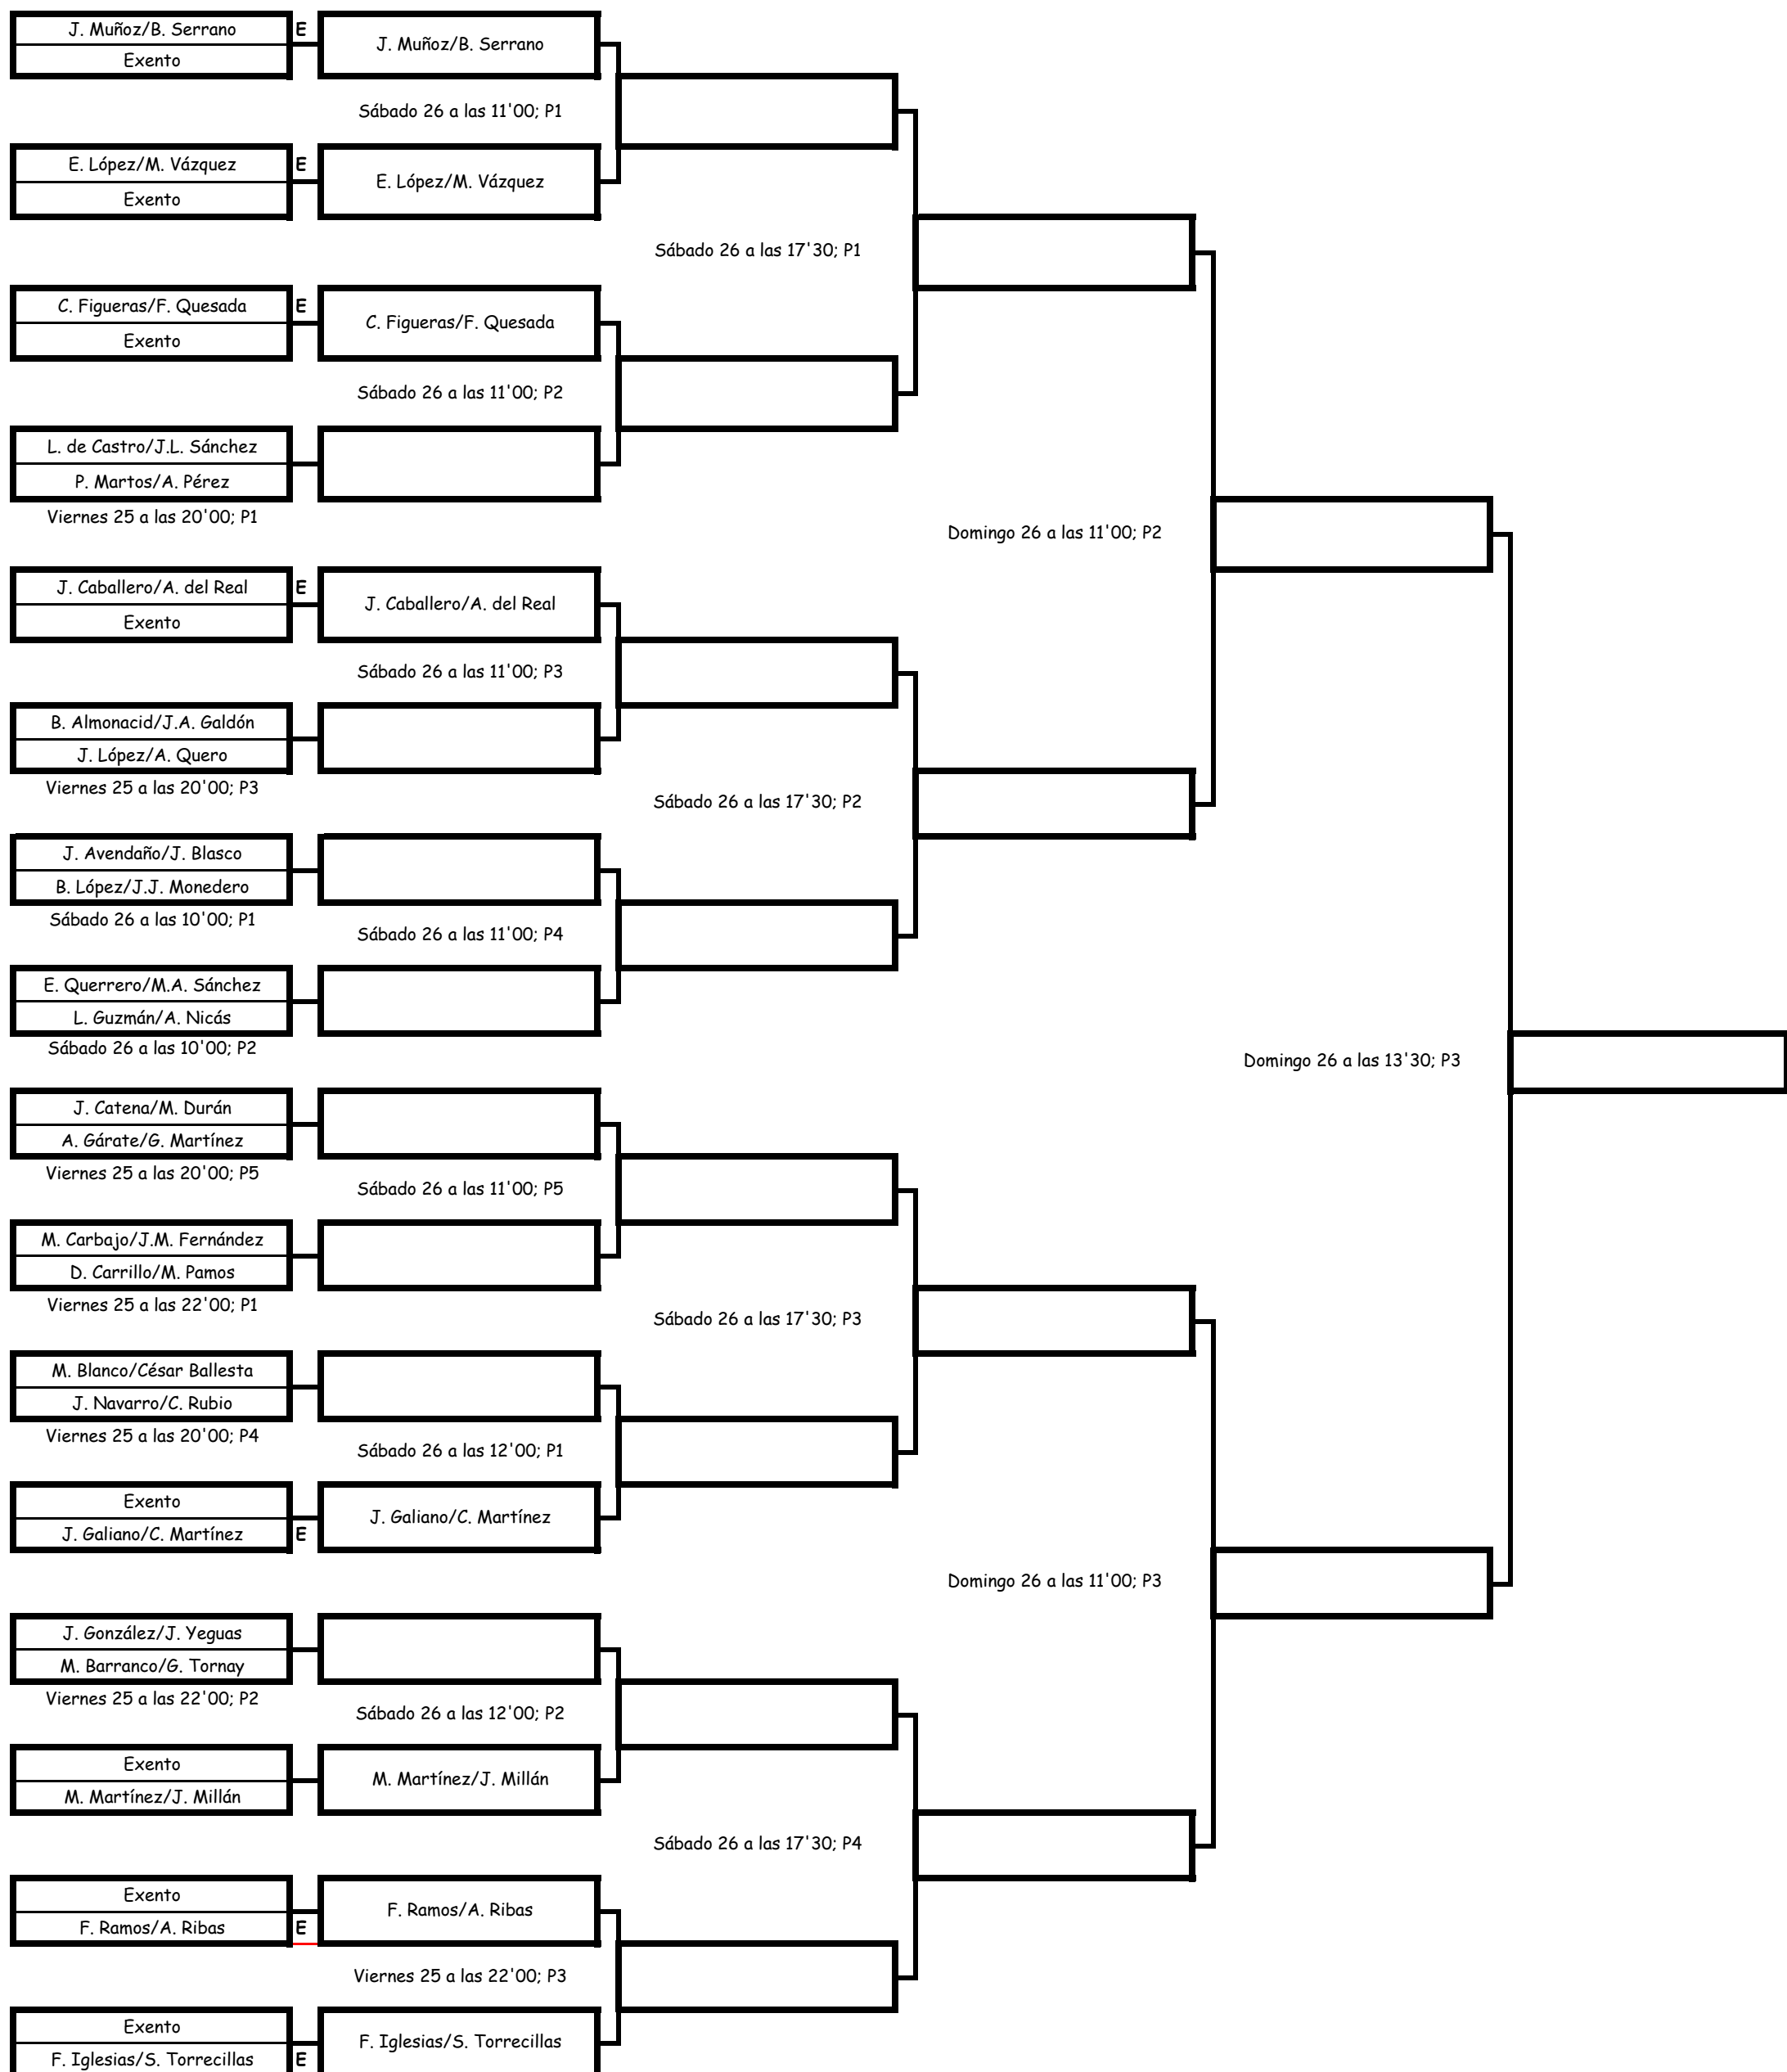 J. Muñoz/B. Serrano
E
Exento
J. Muñoz/B. Serrano
Sábado 26 a las 11'00; P1
E. López/M. Vázquez
E
Exento
E. López/M. Vázquez
Sábado 26 a las 17'30; P1
C. Figueras/F. Quesada
E
Exento
C. Figueras/F. Quesada
Sábado 26 a las 11'00; P2
L. de Castro/J.L. Sánchez
P. Martos/A. Pérez
Viernes 25 a las 20'00; P1
Domingo 26 a las 11'00; P2
J. Caballero/A. del Real
E
Exento
J. Caballero/A. del Real
Sábado 26 a las 11'00; P3
B. Almonacid/J.A. Galdón
J. López/A. Quero
Viernes 25 a las 20'00; P3
Sábado 26 a las 17'30; P2
J. Avendaño/J. Blasco
B. López/J.J. Monedero
Sábado 26 a las 10'00; P1
Sábado 26 a las 11'00; P4
E. Querrero/M.A. Sánchez
L. Guzmán/A. Nicás
Sábado 26 a las 10'00; P2
Domingo 26 a las 13'30; P3
J. Catena/M. Durán
A. Gárate/G. Martínez
Viernes 25 a las 20'00; P5
Sábado 26 a las 11'00; P5
M. Carbajo/J.M. Fernández
D. Carrillo/M. Pamos
Viernes 25 a las 22'00; P1
Sábado 26 a las 17'30; P3
M. Blanco/César Ballesta
J. Navarro/C. Rubio
Viernes 25 a las 20'00; P4
Sábado 26 a las 12'00; P1
Exento
J. Galiano/C. Martínez
E
J. Galiano/C. Martínez
Domingo 26 a las 11'00; P3
J. González/J. Yeguas
M. Barranco/G. Tornay
Viernes 25 a las 22'00; P2
Sábado 26 a las 12'00; P2
Exento
M. Martínez/J. Millán
M. Martínez/J. Millán
Sábado 26 a las 17'30; P4
Exento
F. Ramos/A. Ribas
E
F. Ramos/A. Ribas
Viernes 25 a las 22'00; P3
Exento
F. Iglesias/S. Torrecillas
E
F. Iglesias/S. Torrecillas